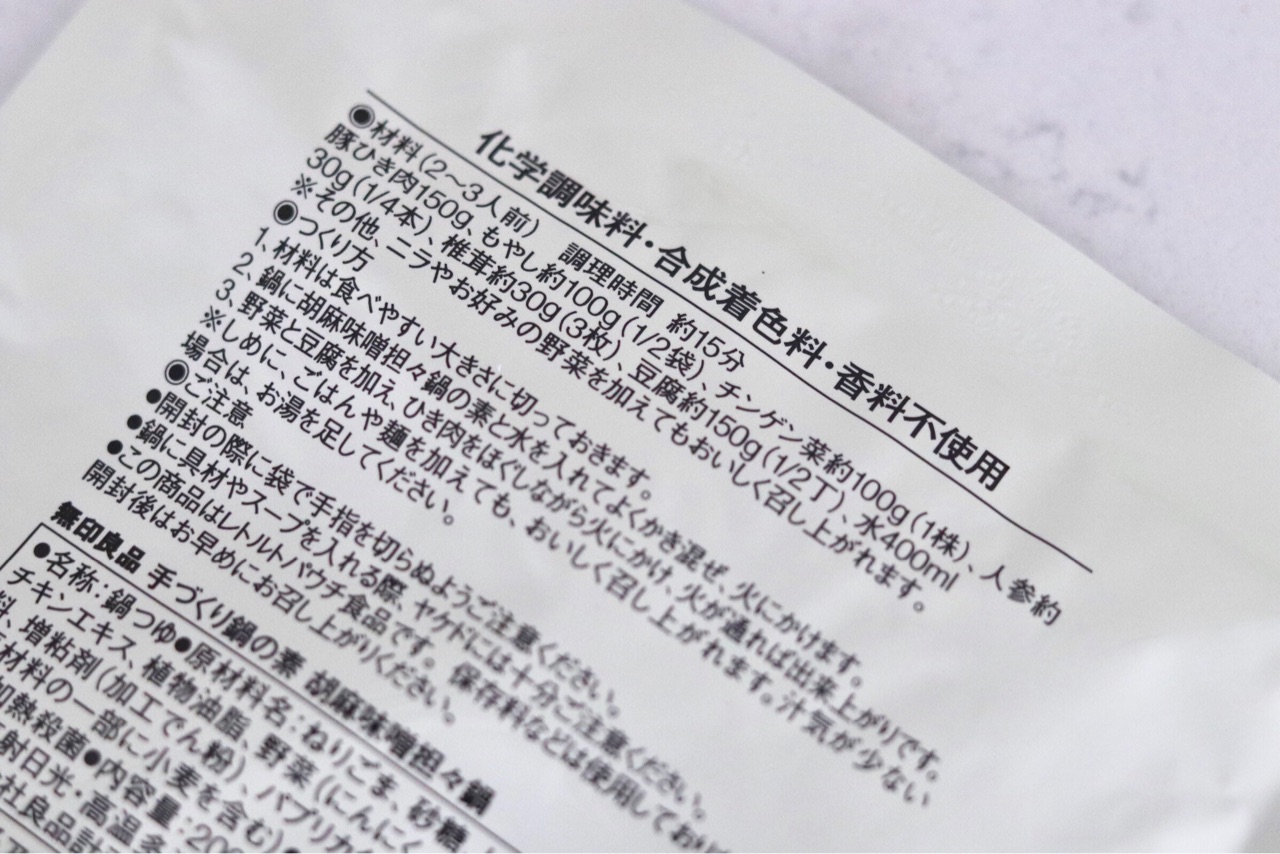 化学調味料・合成着色料・香料不使用
◉材料(2〜3人前) 調理時間 約15分
豚ひき肉150g、もやし約100g(1/2袋)、チンゲン菜約100g(1株)、人参約
30g(1/4本)、椎茸約30g(3枚)、豆腐約150g(1/2丁)、水400ml
※その他、ニラやお好みの野菜を加えてもおいしく召し上がれます。
◉つくり方
1、材料は食べやすい大きさに切っておきます。
2、鍋に胡麻味噌担々鍋の素と水を入れてよくかき混ぜ、火にかけます。
3、野菜と豆腐を加え、ひき肉をほぐしながら火にかけ、火が通れば出来上がりです。
※しめに、ごはんや麺を加えても、おいしく召し上がれます。汁気が少ない
場合は、お湯を足してください。
◉ご注意
●開封の際に袋で手指を切らぬようご注意ください。
●鍋に具材やスープを入れる際、ヤケドには十分ご注意ください。
●この商品はレトルトパウチ食品です。保存料などは使用しており
開封後はお早めにお召し上がりください。
無印良品 手づくり鍋の素 胡麻味噌担々鍋
●名称:鍋つゆ●原材料名:ねりごま、砂糖、
チキンエキス、植物油脂、野菜(にんにく
料、増粘剤(加工でん粉)、パプリカ
材料の一部に小麦を含む)
加熱殺菌●内容量:200
射日光・高温多
社良品計